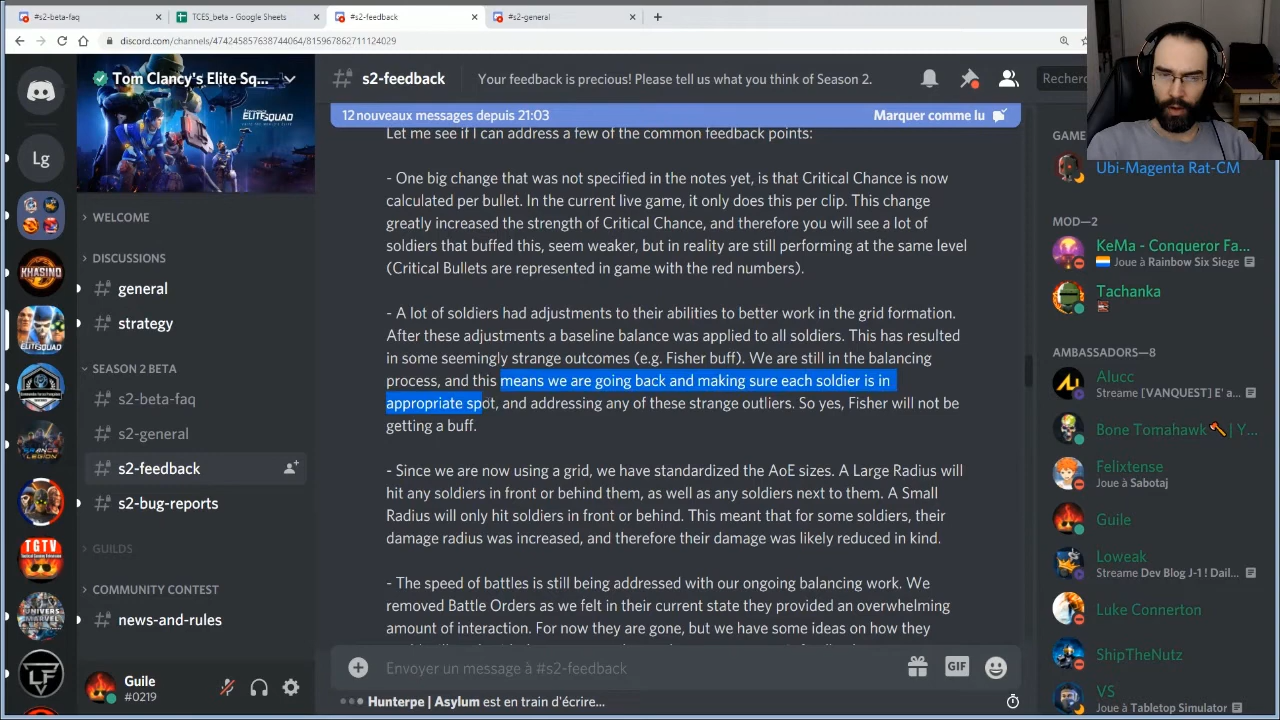 #s2-beta-faq
TCES_beta - Google Sheets
#s2-feedback
#s2-general
discord.com/channels/474245857638744064/815967862711124029
Tom Clancy's Elite Sq...
s2-feedback
Your feedback is precious! Please tell us what you think of Season 2.
Recherc
12 nouveaux messages depuis 21:03
Marquer comme lu
Let me see if I can address a few of the common feedback points:
- One big change that was not specified in the notes yet, is that Critical Chance is now
calculated per bullet. In the current live game, it only does this per clip. This change
greatly increased the strength of Critical Chance, and therefore you will see a lot of
soldiers that buffed this, seem weaker, but in reality are still performing at the same level
(Critical Bullets are represented in game with the red numbers).
- A lot of soldiers had adjustments to their abilities to better work in the grid formation.
After these adjustments a baseline balance was applied to all soldiers. This has resulted
in some seemingly strange outcomes (e.g. Fisher buff). We are still in the balancing
process, and this means we are going back and making sure each soldier is in
appropriate spot, and addressing any of these strange outliers. So yes, Fisher will not be
getting a buff.
- Since we are now using a grid, we have standardized the AoE sizes. A Large Radius will
hit any soldiers in front or behind them, as well as any soldiers next to them. A Small
Radius will only hit soldiers in front or behind. This meant that for some soldiers, their
damage radius was increased, and therefore their damage was likely reduced in kind.
- The speed of battles is still being addressed with our ongoing balancing work. We
removed Battle Orders as we felt in their current state they provided an overwhelming
amount of interaction. For now they are gone, but we have some ideas on how they
Envoyer un message à #s2-feedback
GIF
Hunterpe | Asylum est en train d'écrire...
ELITE SQUAD
Lg
KHASINO
TGTV
WELCOME
DISCUSSIONS
general
strategy
SEASON 2 BETA
s2-beta-faq
s2-general
s2-feedback
s2-bug-reports
GUILDS
COMMUNITY CONTEST
news-and-rules
Guile
#0219
GAME
Ubi-Magenta Rat-CM
MOD—2
KeMa - Conqueror Fa...
Joue à Rainbow Six Siege
Tachanka
AMBASSADORS—8
Alucc
Streame [VANQUEST] E' a...
Bone Tomahawk | Y...
Felixtense
Joue à Sabotaj
Guile
Loweak
Streame Dev Blog J-1 ! Dail...
Luke Connerton
ShipTheNutz
VS
Joue à Tabletop Simulator